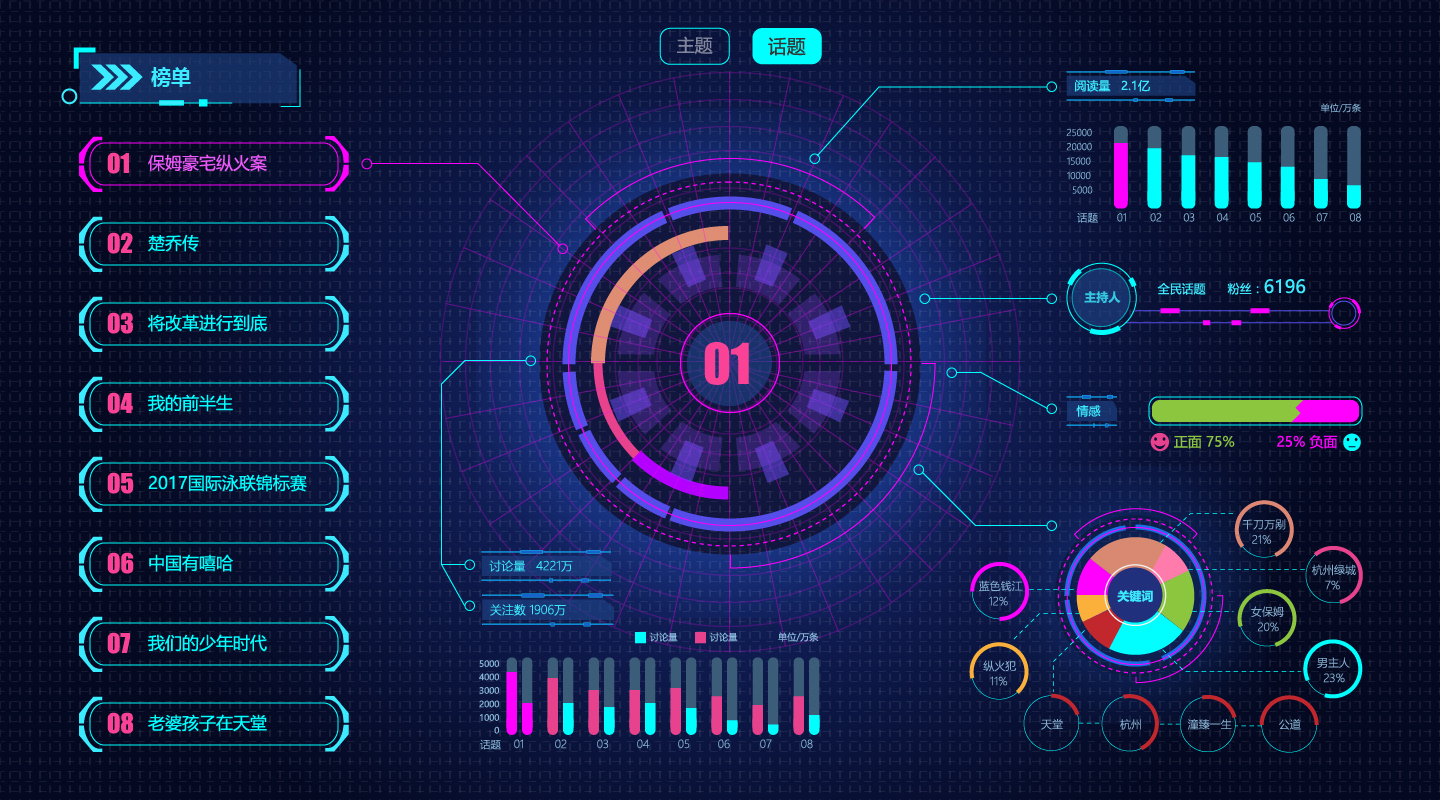 主题
话题
榜单
01 保姆豪宅纵火案
02 楚乔传
03 将改革进行到底
04 我的前半生
05 2017国际泳联锦标赛
06 中国有嘻哈
07 我们的少年时代
08 老婆孩子在天堂
01
讨论量 4221万
关注数 1906万
讨论量 讨论量 单位/万条
5000
4000
3000
2000
1000
0
话题 01 02 03 04 05 06 07 08
阅读量 2.1亿
单位/万条
25000
20000
15000
10000
5000
话题 01 02 03 04 05 06 07 08
主持人
全民话题 粉丝：6196
情感
正面 75% 25% 负面
关键词
千刀万剐
21%
杭州绿城
7%
蓝色钱江
12%
女保姆
20%
纵火犯
11%
男主人
23%
天堂
杭州
潼臻一生
公道